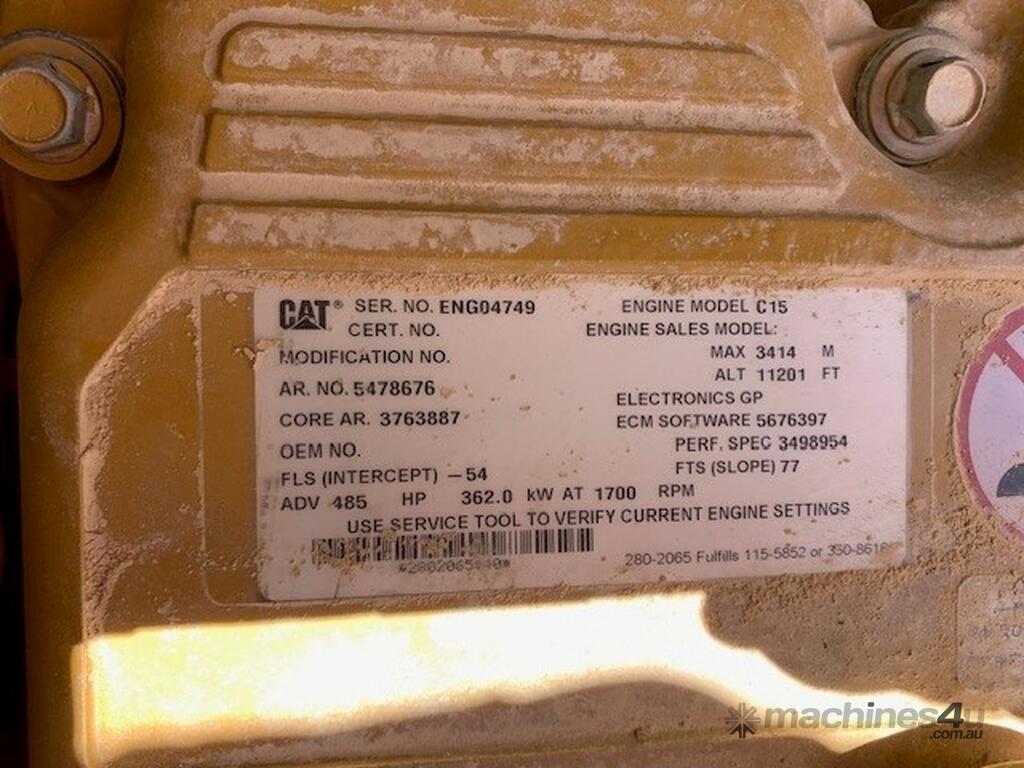 CAT® SER. NO. ENG04749 ENGINE MODEL C15
CERT. NO. ENGINE SALES MODEL:
MODIFICATION NO. MAX 3414 M
ALT 11201 FT
AR. NO. 5478676 ELECTRONICS GP
CORE AR. 3763887 ECM SOFTWARE 5676397
OEM NO. PERF. SPEC 3498954
FLS (INTERCEPT) -54 FTS (SLOPE) 77
ADV 485 HP 362.0 kW AT 1700 RPM
USE SERVICE TOOL TO VERIFY CURRENT ENGINE SETTINGS
280-2065 Fulfills 115-5852 or
machines4u
.com.au